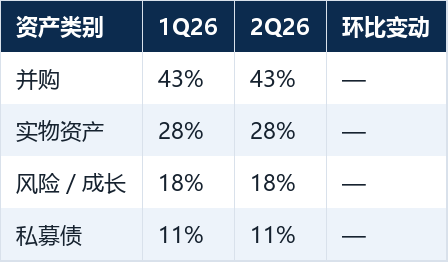 资产类别 1Q26 2Q26 环比变动
并购 43% 43% —
实物资产 28% 28% —
风险 / 成长 18% 18% —
私募债 11% 11% —